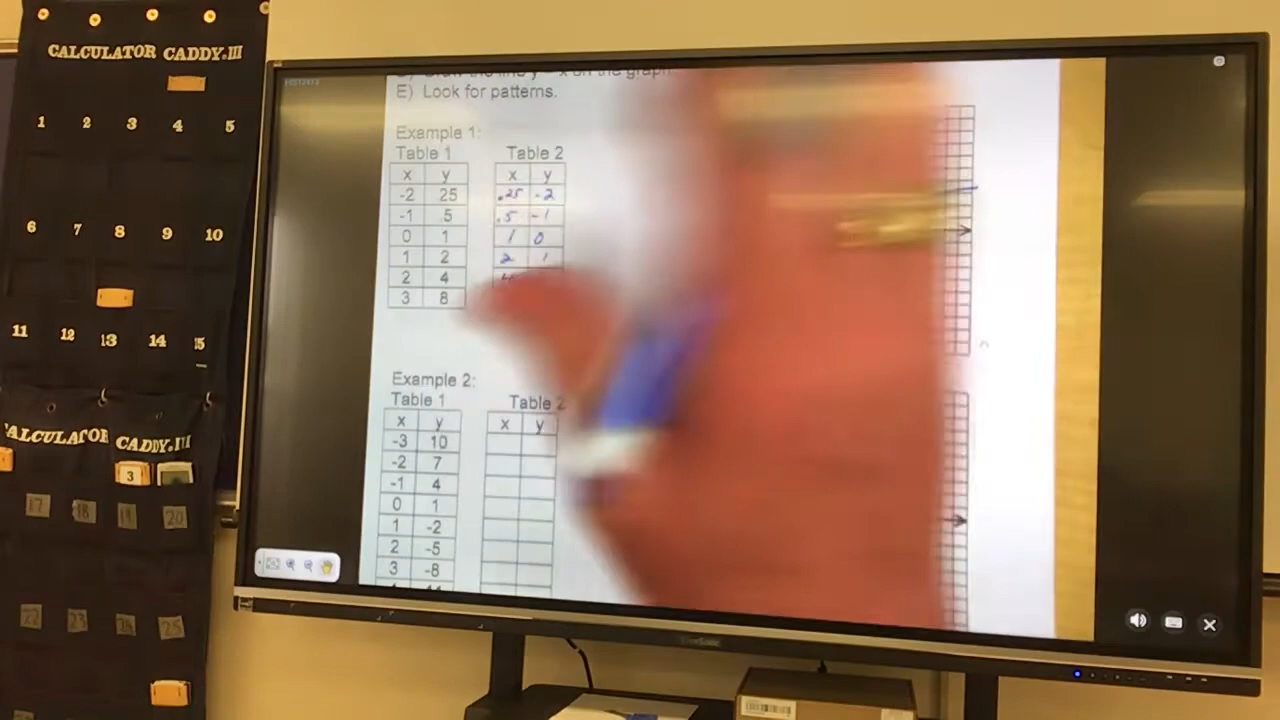 CALCULATOR CADDY.III
1 2 3 4 5
6 7 8 9 10
11 12 13 14 15
CALCULATOR CADDY.III
3
17 18 19 20
22 23 24 25
E) Look for patterns.
Example 1:
Table 1 Table 2
x y x y
-2 .25 .25 -2
-1 .5 .5 -1
0 1 1 0
1 2 2 1
2 4
3 8
Example 2:
Table 1 Table 2
x y x y
-3 10
-2 7
-1 4
0 1
1 -2
2 -5
3 -8